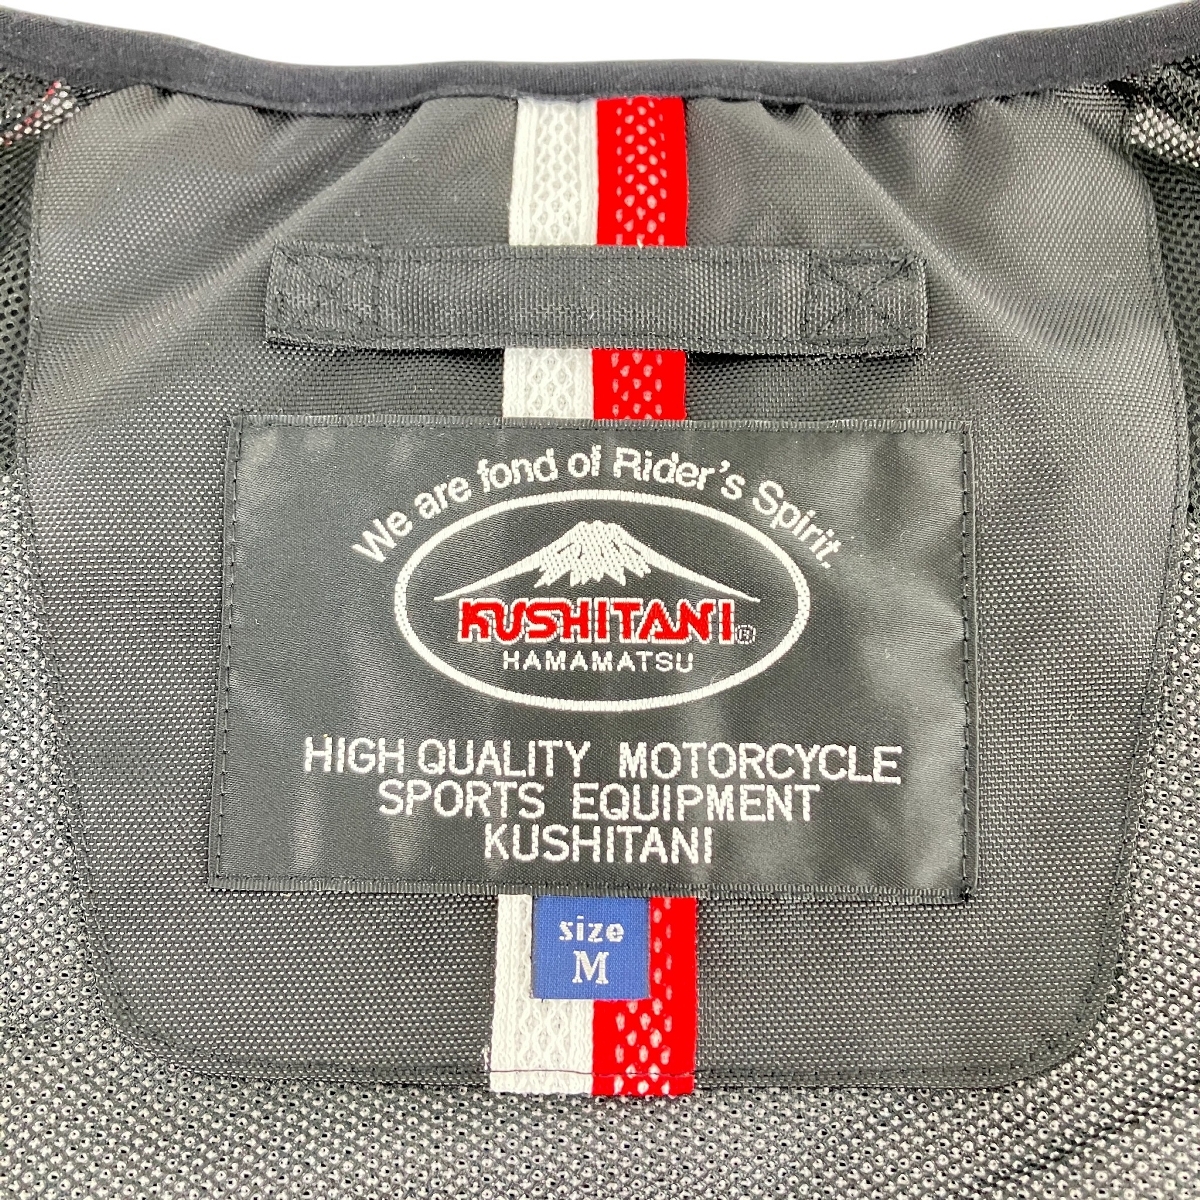 We are fond of Rider's Spirit.
KUSHITANI®
HAMAMATSU
HIGH QUALITY MOTORCYCLE
SPORTS EQUIPMENT
KUSHITANI
size
M